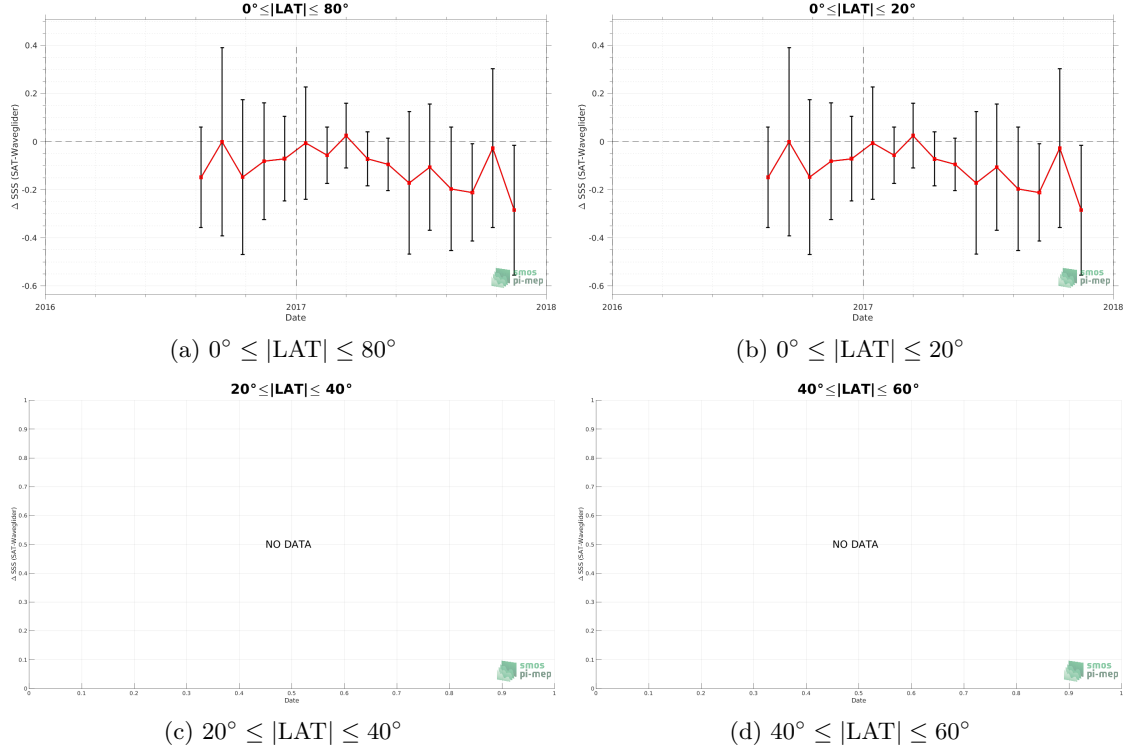 0°≤|LAT|≤ 80°
0.4
0.2
0
-0.2
-0.4
-0.6
Δ SSS (SAT-Waveglider)
2016
2017
2018
Date
smos
pi-mep
(a) 0° ≤ |LAT| ≤ 80°
0°≤|LAT|≤ 20°
0.4
0.2
0
-0.2
-0.4
-0.6
Δ SSS (SAT-Waveglider)
2016
2017
2018
Date
smos
pi-mep
(b) 0° ≤ |LAT| ≤ 20°
20°≤|LAT|≤ 40°
1
0.9
0.8
0.7
0.6
0.5
0.4
0.3
0.2
0.1
0
Δ SSS (SAT-Waveglider)
NO DATA
0 0.1 0.2 0.3 0.4 0.5 0.6 0.7 0.8 0.9 1
Date
smos
pi-mep
(c) 20° ≤ |LAT| ≤ 40°
40°≤|LAT|≤ 60°
1
0.9
0.8
0.7
0.6
0.5
0.4
0.3
0.2
0.1
0
Δ SSS (SAT-Waveglider)
NO DATA
0 0.1 0.2 0.3 0.4 0.5 0.6 0.7 0.8 0.9 1
Date
smos
pi-mep
(d) 40° ≤ |LAT| ≤ 60°